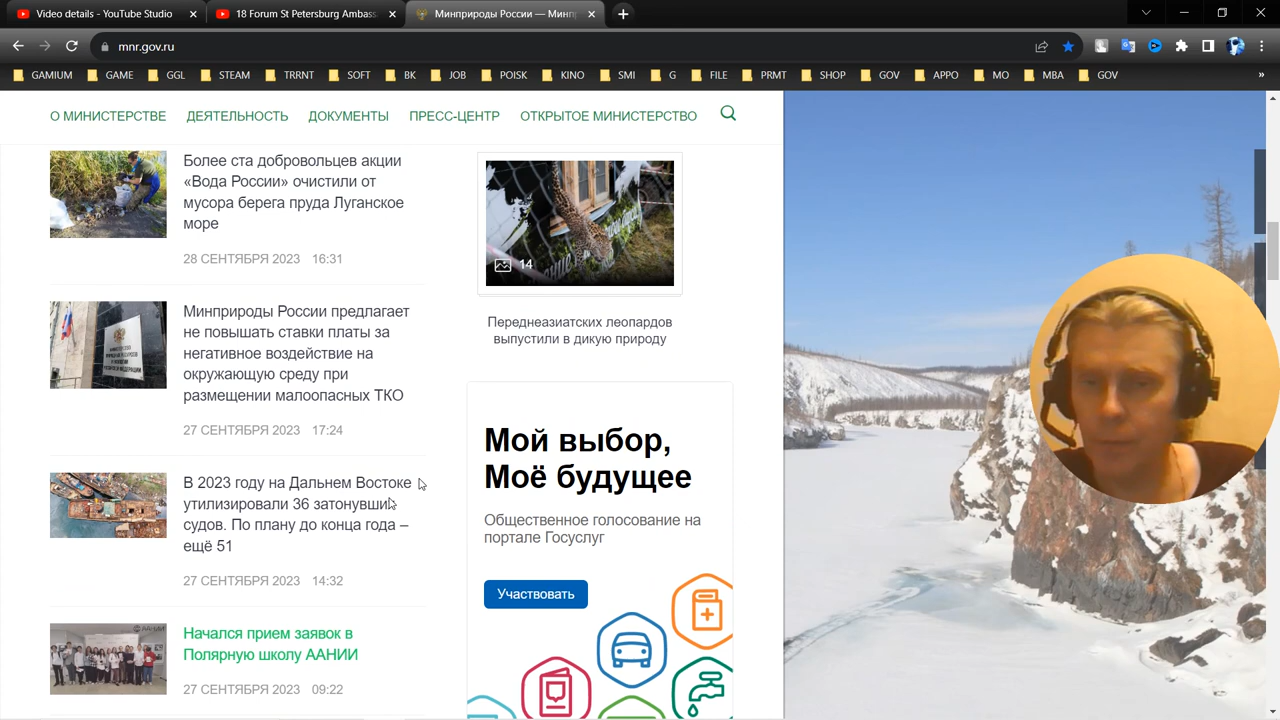 Video details - YouTube Studio
18 Forum St Petersburg Ambass
Минприроды России — Минп
mnr.gov.ru
GAMIUM GAME GGL STEAM TRRNT SOFT BK JOB POISK KINO SMI G FILE PRMT SHOP GOV APPO MO MBA GOV »
О МИНИСТЕРСТВЕ ДЕЯТЕЛЬНОСТЬ ДОКУМЕНТЫ ПРЕСС-ЦЕНТР ОТКРЫТОЕ МИНИСТЕРСТВО
Более ста добровольцев акции
«Вода России» очистили от
мусора берега пруда Луганское
море
28 СЕНТЯБРЯ 2023 16:31
Минприроды России предлагает
не повышать ставки платы за
негативное воздействие на
окружающую среду при
размещении малоопасных ТКО
27 СЕНТЯБРЯ 2023 17:24
В 2023 году на Дальнем Востоке
утилизировали 36 затонувших
судов. По плану до конца года –
ещё 51
27 СЕНТЯБРЯ 2023 14:32
Начался прием заявок в
Полярную школу ААНИИ
27 СЕНТЯБРЯ 2023 09:22
14
Переднеазиатских леопардов
выпустили в дикую природу
Мой выбор,
Моё будущее
Общественное голосование на
портале Госуслуг
Участвовать